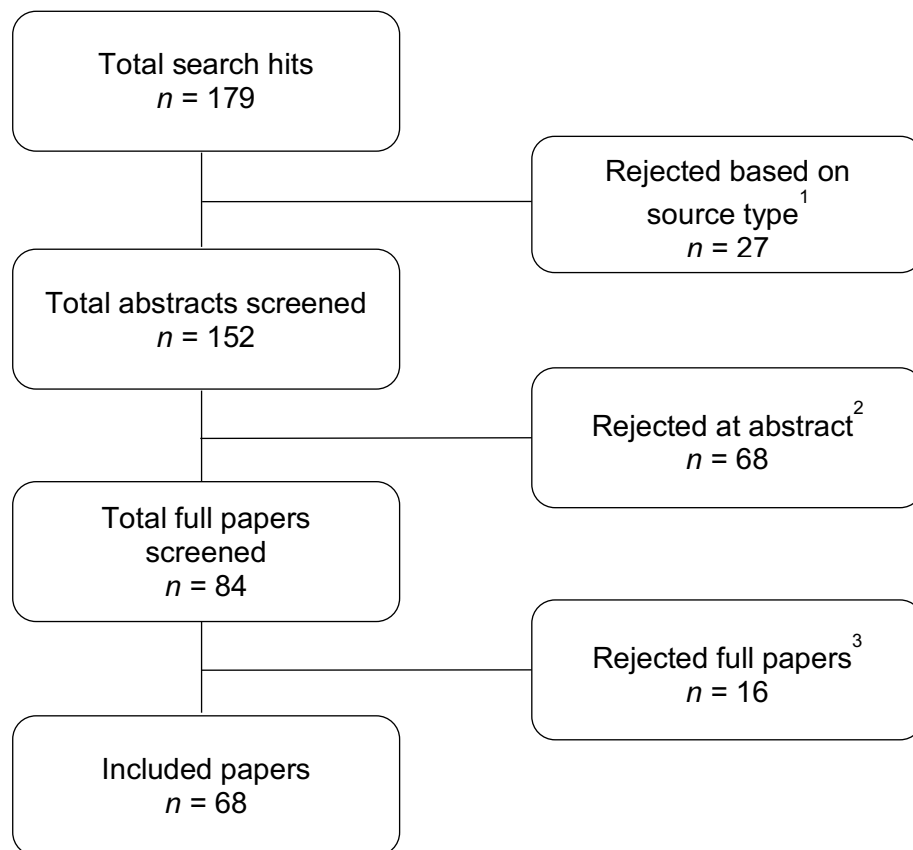 Total search hits
n = 179
Rejected based on
source type1
n = 27
Total abstracts screened
n = 152
Rejected at abstract2
n = 68
Total full papers
screened
n = 84
Rejected full papers3
n = 16
Included papers
n = 68